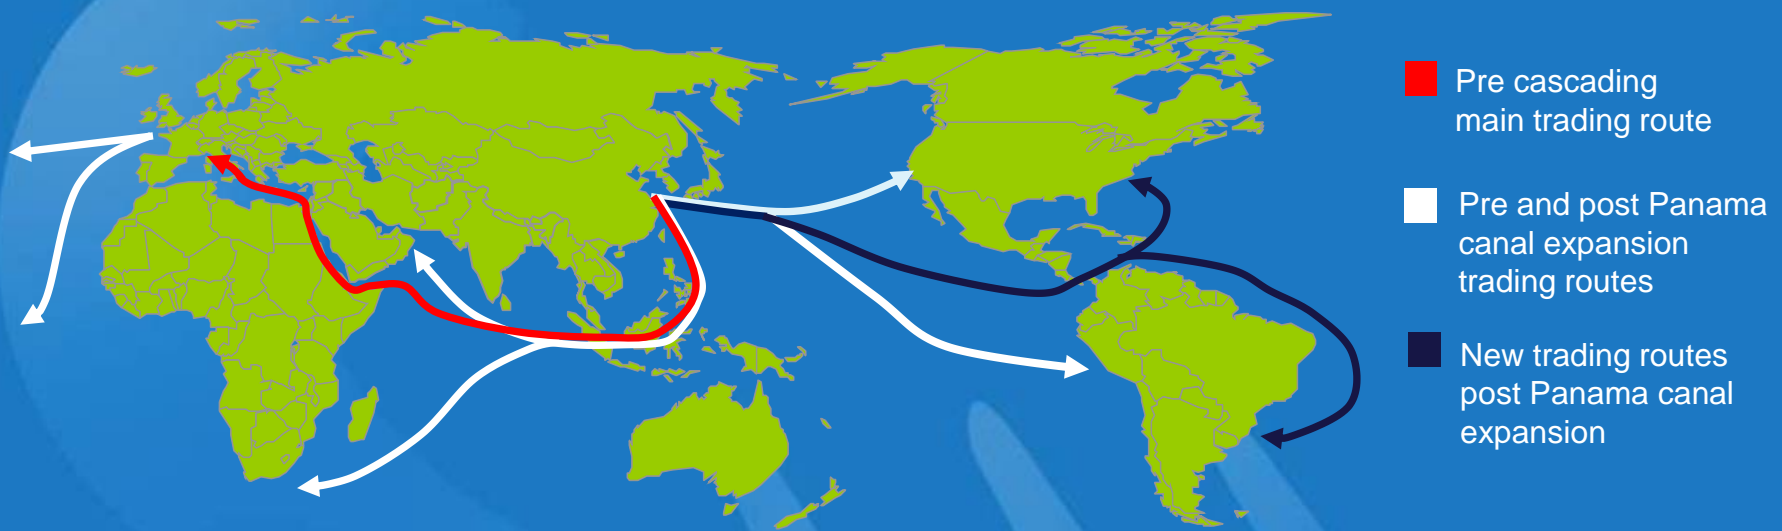 Pre cascading
main trading route
Pre and post Panama
canal expansion
trading routes
New trading routes
post Panama canal
expansion